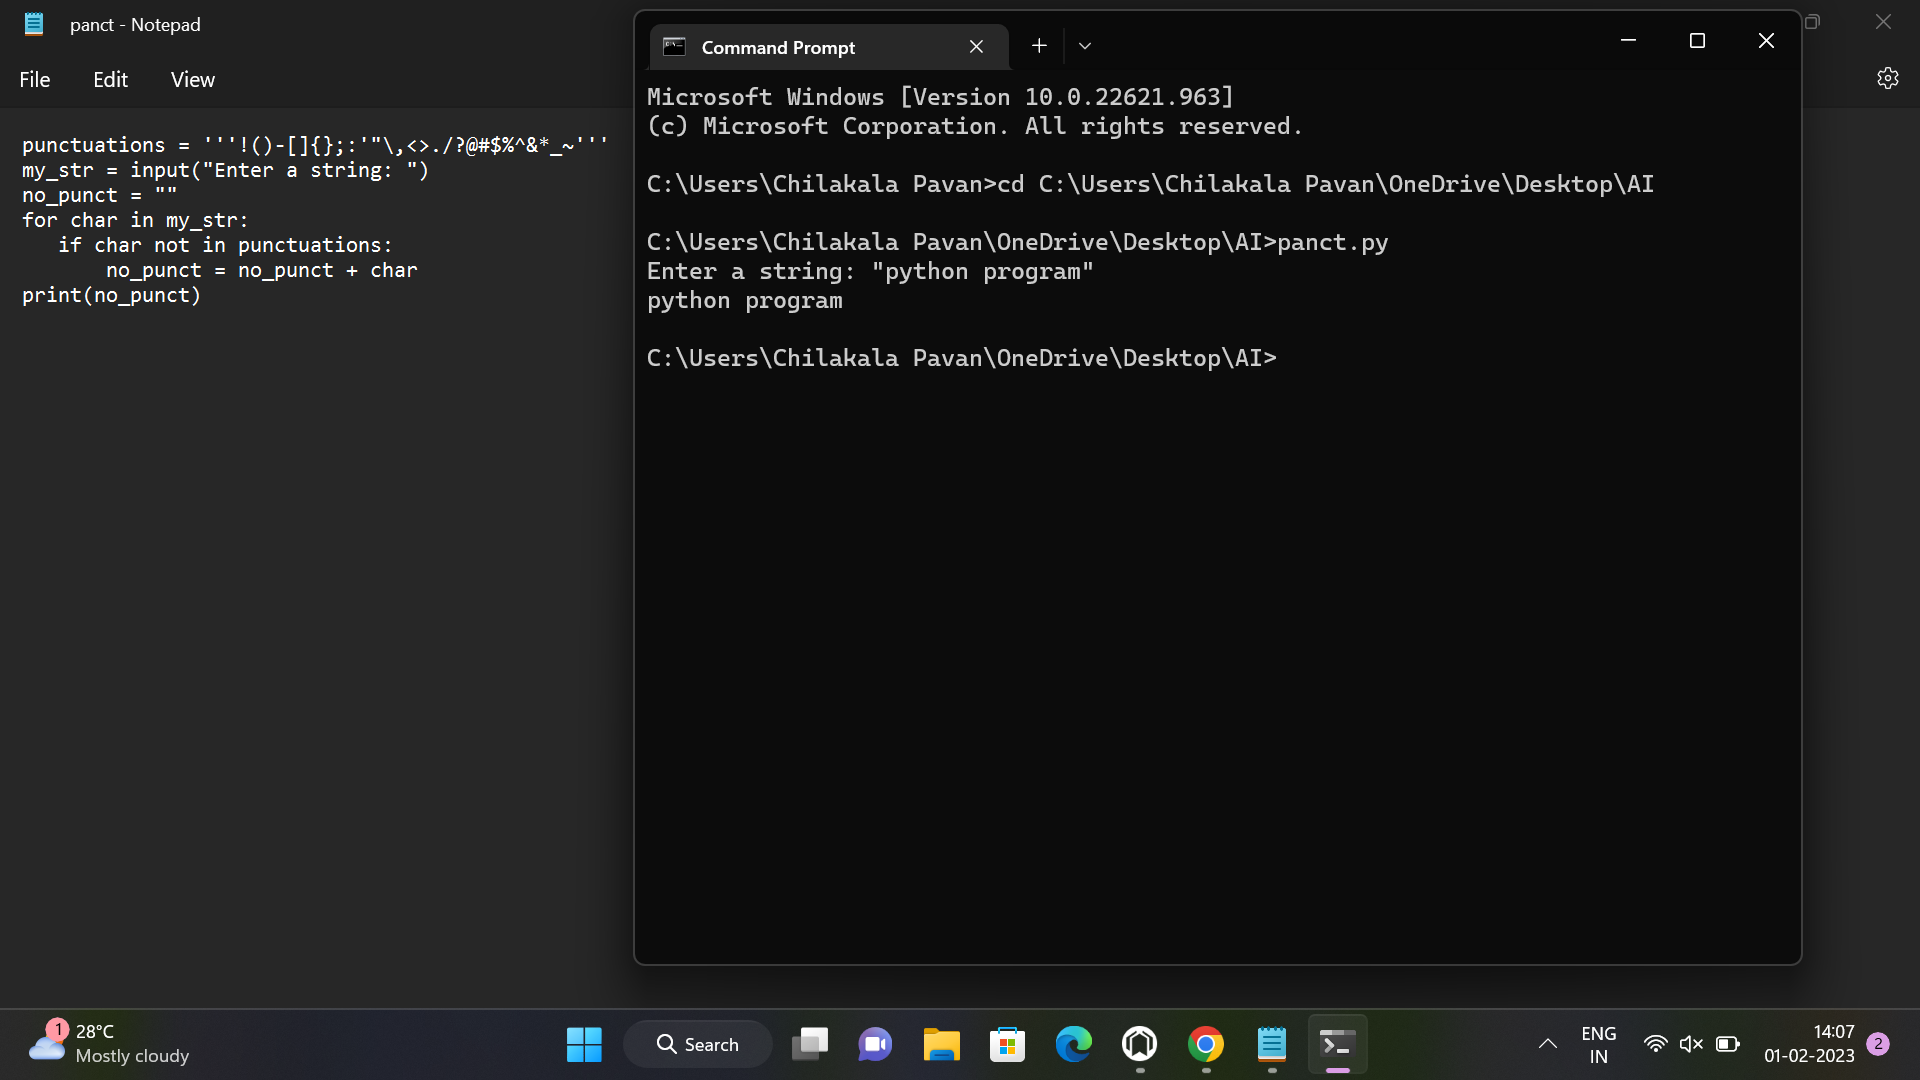 panct - Notepad
File Edit View
punctuations = '''!()-[]{};:'"\,<>./?@#$%^&*_~'''
my_str = input("Enter a string: ")
no_punct = ""
for char in my_str:
   if char not in punctuations:
       no_punct = no_punct + char
print(no_punct)
Command Prompt
Microsoft Windows [Version 10.0.22621.963]
(c) Microsoft Corporation. All rights reserved.
C:\Users\Chilakala Pavan>cd C:\Users\Chilakala Pavan\OneDrive\Desktop\AI
C:\Users\Chilakala Pavan\OneDrive\Desktop\AI>panct.py
Enter a string: "python program"
python program
C:\Users\Chilakala Pavan\OneDrive\Desktop\AI>
1
28°C
Mostly cloudy
Search
ENG
IN
14:07
01-02-2023
2